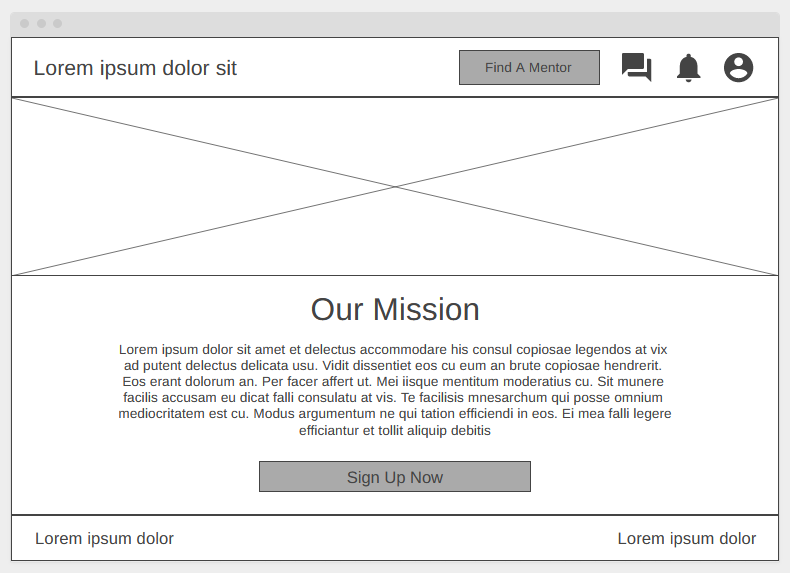 Lorem ipsum dolor sit
Find A Mentor
Our Mission
Lorem ipsum dolor sit amet et delectus accommodare his consul copiosae legendos at vix
ad putent delectus delicata usu. Vidit dissentiet eos cu eum an brute copiosae hendrerit.
Eos erant dolorum an. Per facer affert ut. Mei iisque mentitum moderatius cu. Sit munere
facilis accusam eu dicat falli consulatu at vis. Te facilisis mnesarchum qui posse omnium
mediocritatem est cu. Modus argumentum ne qui tation efficiendi in eos. Ei mea falli legere
efficiantur et tollit aliquip debitis
Sign Up Now
Lorem ipsum dolor
Lorem ipsum dolor